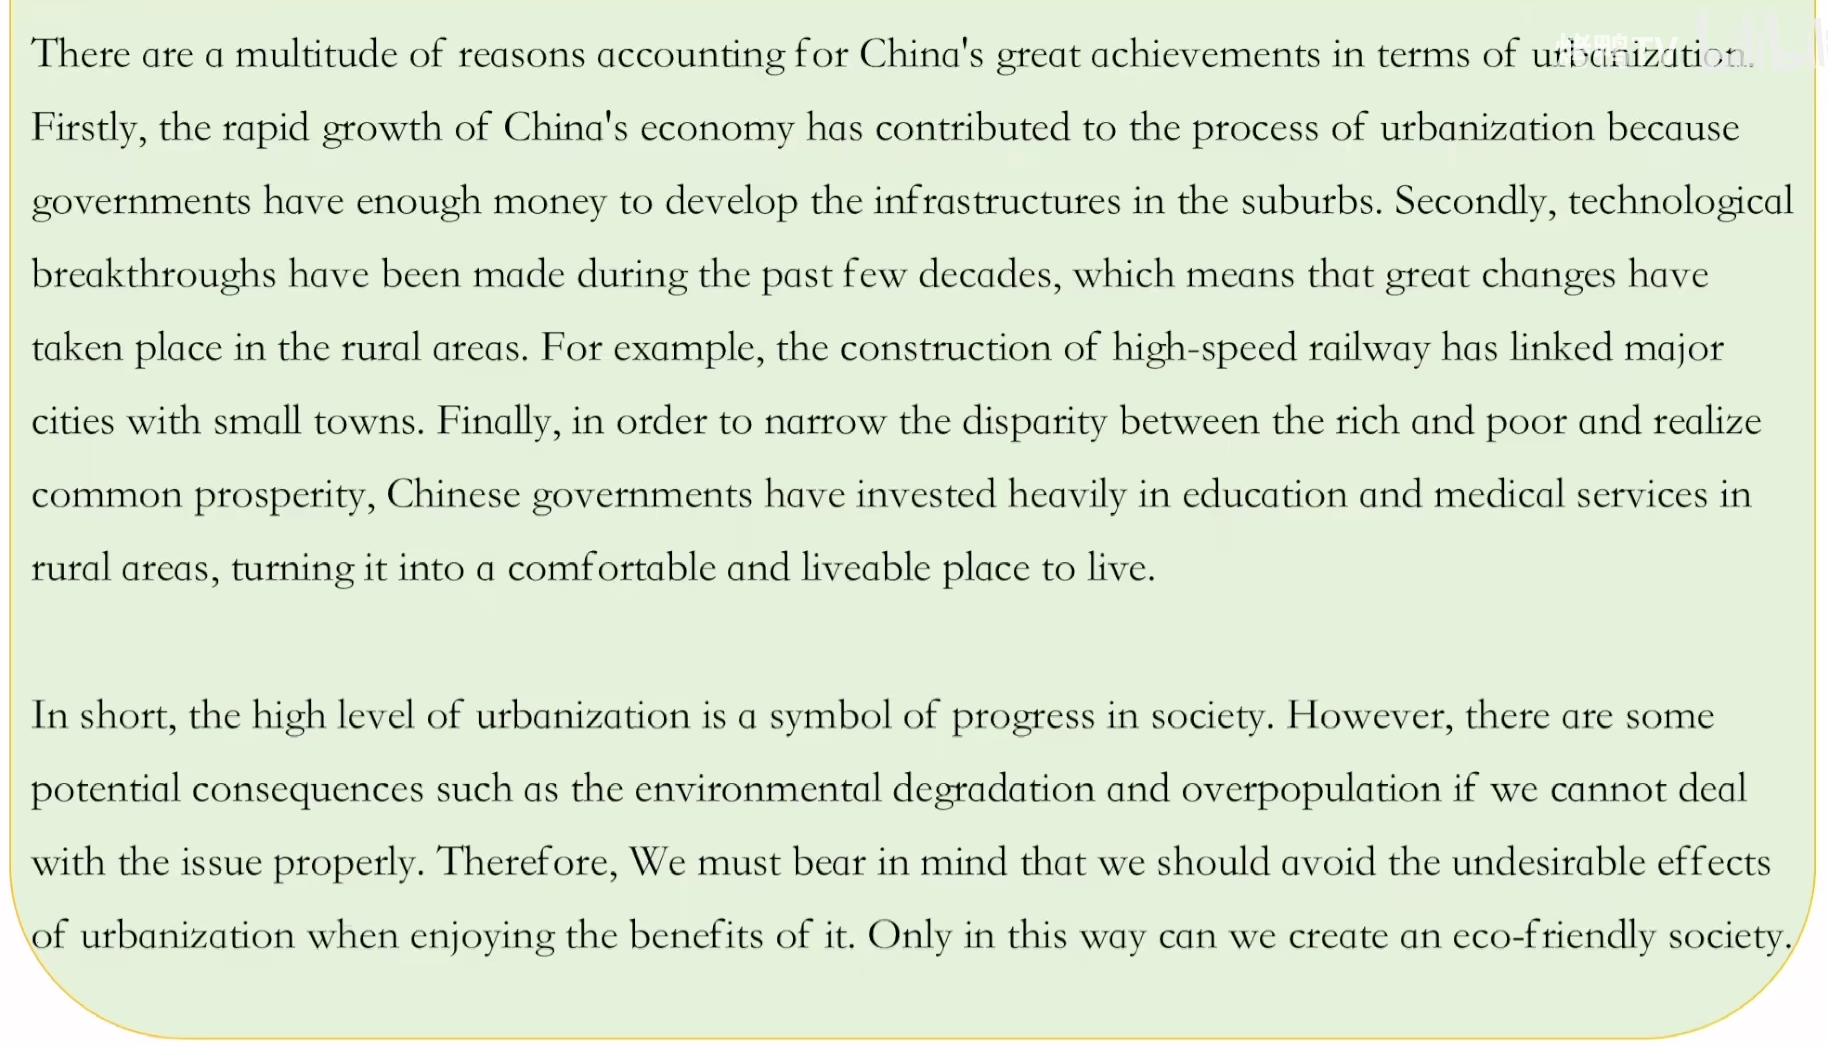 There are a multitude of reasons accounting for China's great achievements in terms of urbanization.
Firstly, the rapid growth of China's economy has contributed to the process of urbanization because
governments have enough money to develop the infrastructures in the suburbs. Secondly, technological
breakthroughs have been made during the past few decades, which means that great changes have
taken place in the rural areas. For example, the construction of high-speed railway has linked major
cities with small towns. Finally, in order to narrow the disparity between the rich and poor and realize
common prosperity, Chinese governments have invested heavily in education and medical services in
rural areas, turning it into a comfortable and liveable place to live.
In short, the high level of urbanization is a symbol of progress in society. However, there are some
potential consequences such as the environmental degradation and overpopulation if we cannot deal
with the issue properly. Therefore, We must bear in mind that we should avoid the undesirable effects
of urbanization when enjoying the benefits of it. Only in this way can we create an eco-friendly society.